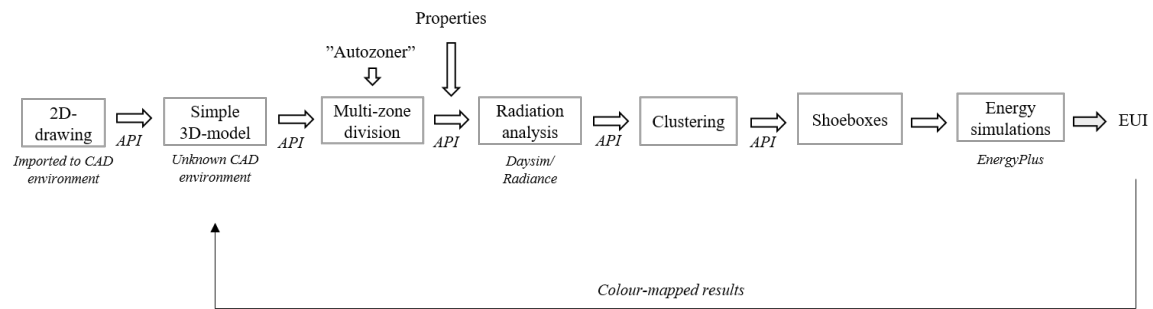 Properties
”Autozoner”
2D-
drawing
API
Imported to CAD
environment
Simple
3D-model
API
Unknown CAD
environment
Multi-zone
division
API
Radiation
analysis
API
Daysim/
Radiance
Clustering
API
Shoeboxes
Energy
simulations
EnergyPlus
EUI
Colour-mapped results